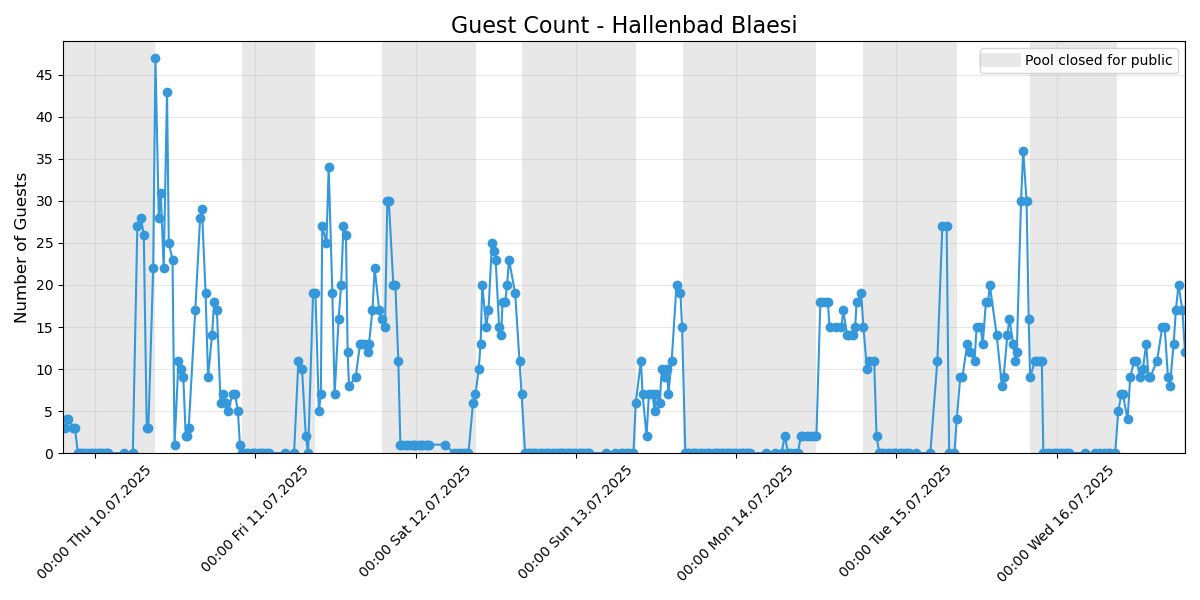 Guest Count - Hallenbad Blaesi
Pool closed for public
Number of Guests
45
40
35
30
25
20
15
10
5
0
00:00 Thu 10.07.2025
00:00 Fri 11.07.2025
00:00 Sat 12.07.2025
00:00 Sun 13.07.2025
00:00 Mon 14.07.2025
00:00 Tue 15.07.2025
00:00 Wed 16.07.2025